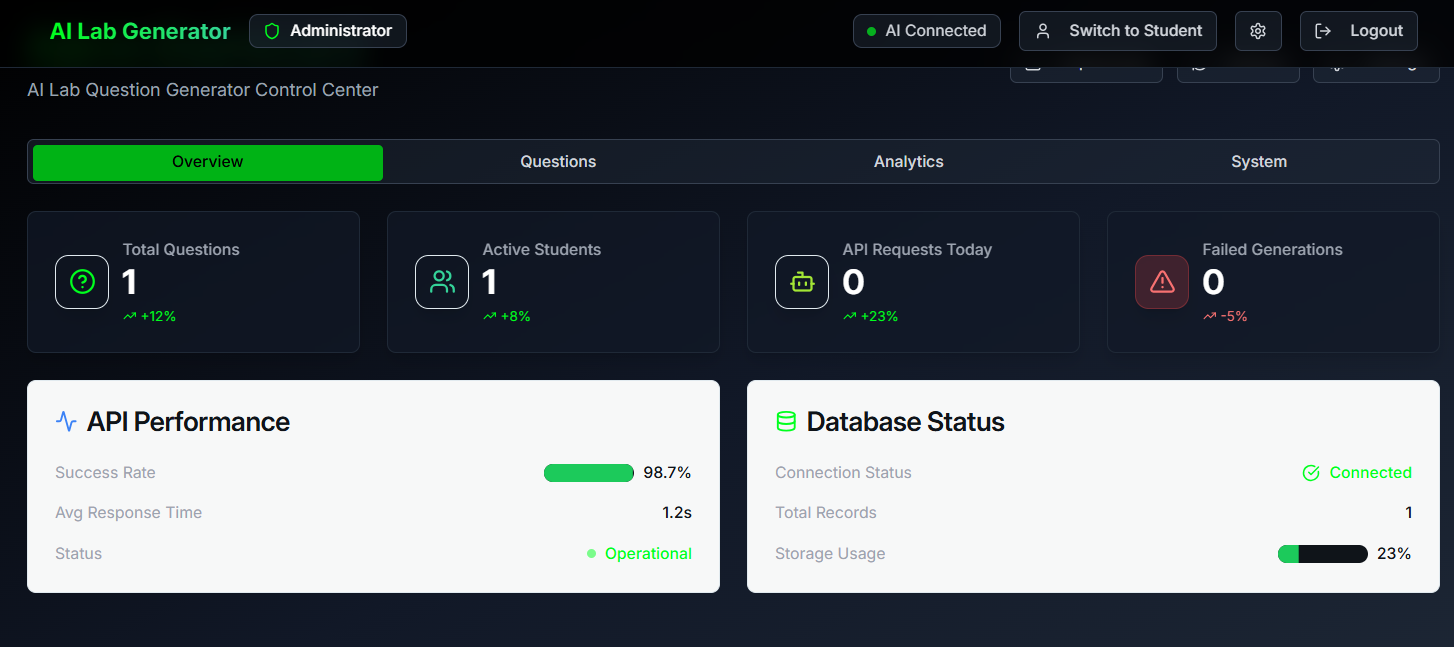 AI Lab Generator
Administrator
AI Connected
Switch to Student
Logout
AI Lab Question Generator Control Center
Overview
Questions
Analytics
System
Total Questions
1
+12%
Active Students
1
+8%
API Requests Today
0
+23%
Failed Generations
0
-5%
API Performance
Success Rate 98.7%
Avg Response Time 1.2s
Status Operational
Database Status
Connection Status Connected
Total Records 1
Storage Usage 23%